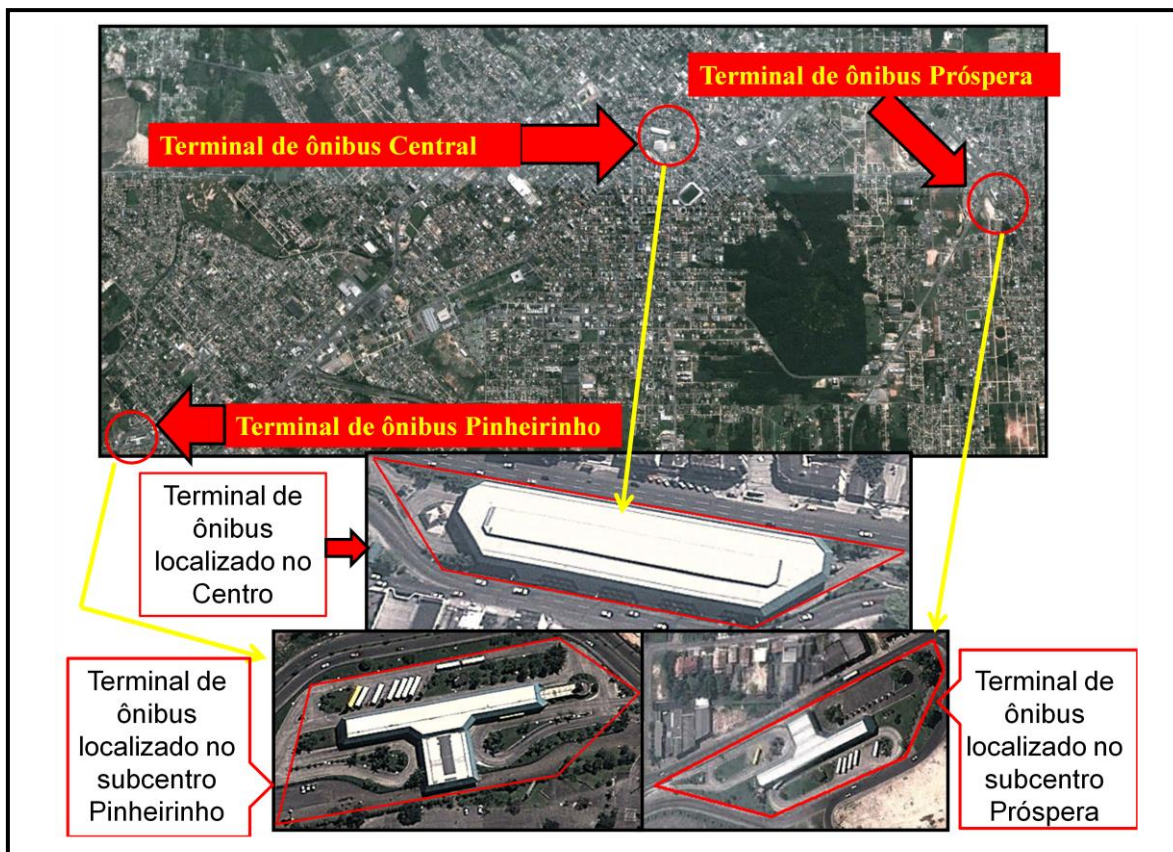 Terminal de ônibus Próspera
Terminal de ônibus Central
Terminal de ônibus Pinheirinho
Terminal de
ônibus
localizado no
Centro
Terminal de
ônibus
localizado no
subcentro
Pinheirinho
Terminal de
ônibus
localizado no
subcentro
Próspera